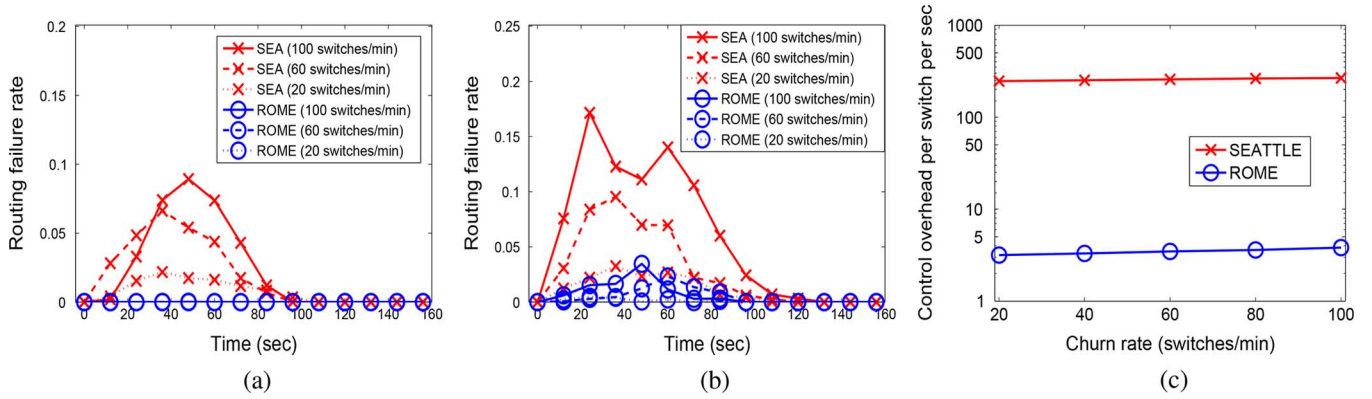 Routing failure rate
0.2
0.15
0.1
0.05
0
SEA (100 switches/min)
SEA (60 switches/min)
SEA (20 switches/min)
ROME (100 switches/min)
ROME (60 switches/min)
ROME (20 switches/min)
0 20 40 60 80 100 120 140 160
Time (sec)
(a)
Routing failure rate
0.25
0.2
0.15
0.1
0.05
0
SEA (100 switches/min)
SEA (60 switches/min)
SEA (20 switches/min)
ROME (100 switches/min)
ROME (60 switches/min)
ROME (20 switches/min)
0 20 40 60 80 100 120 140 160
Time (sec)
(b)
Control overhead per switch per sec
1000
500
100
50
10
5
1
SEATTLE
ROME
20 40 60 80 100
Churn rate (switches/min)
(c)